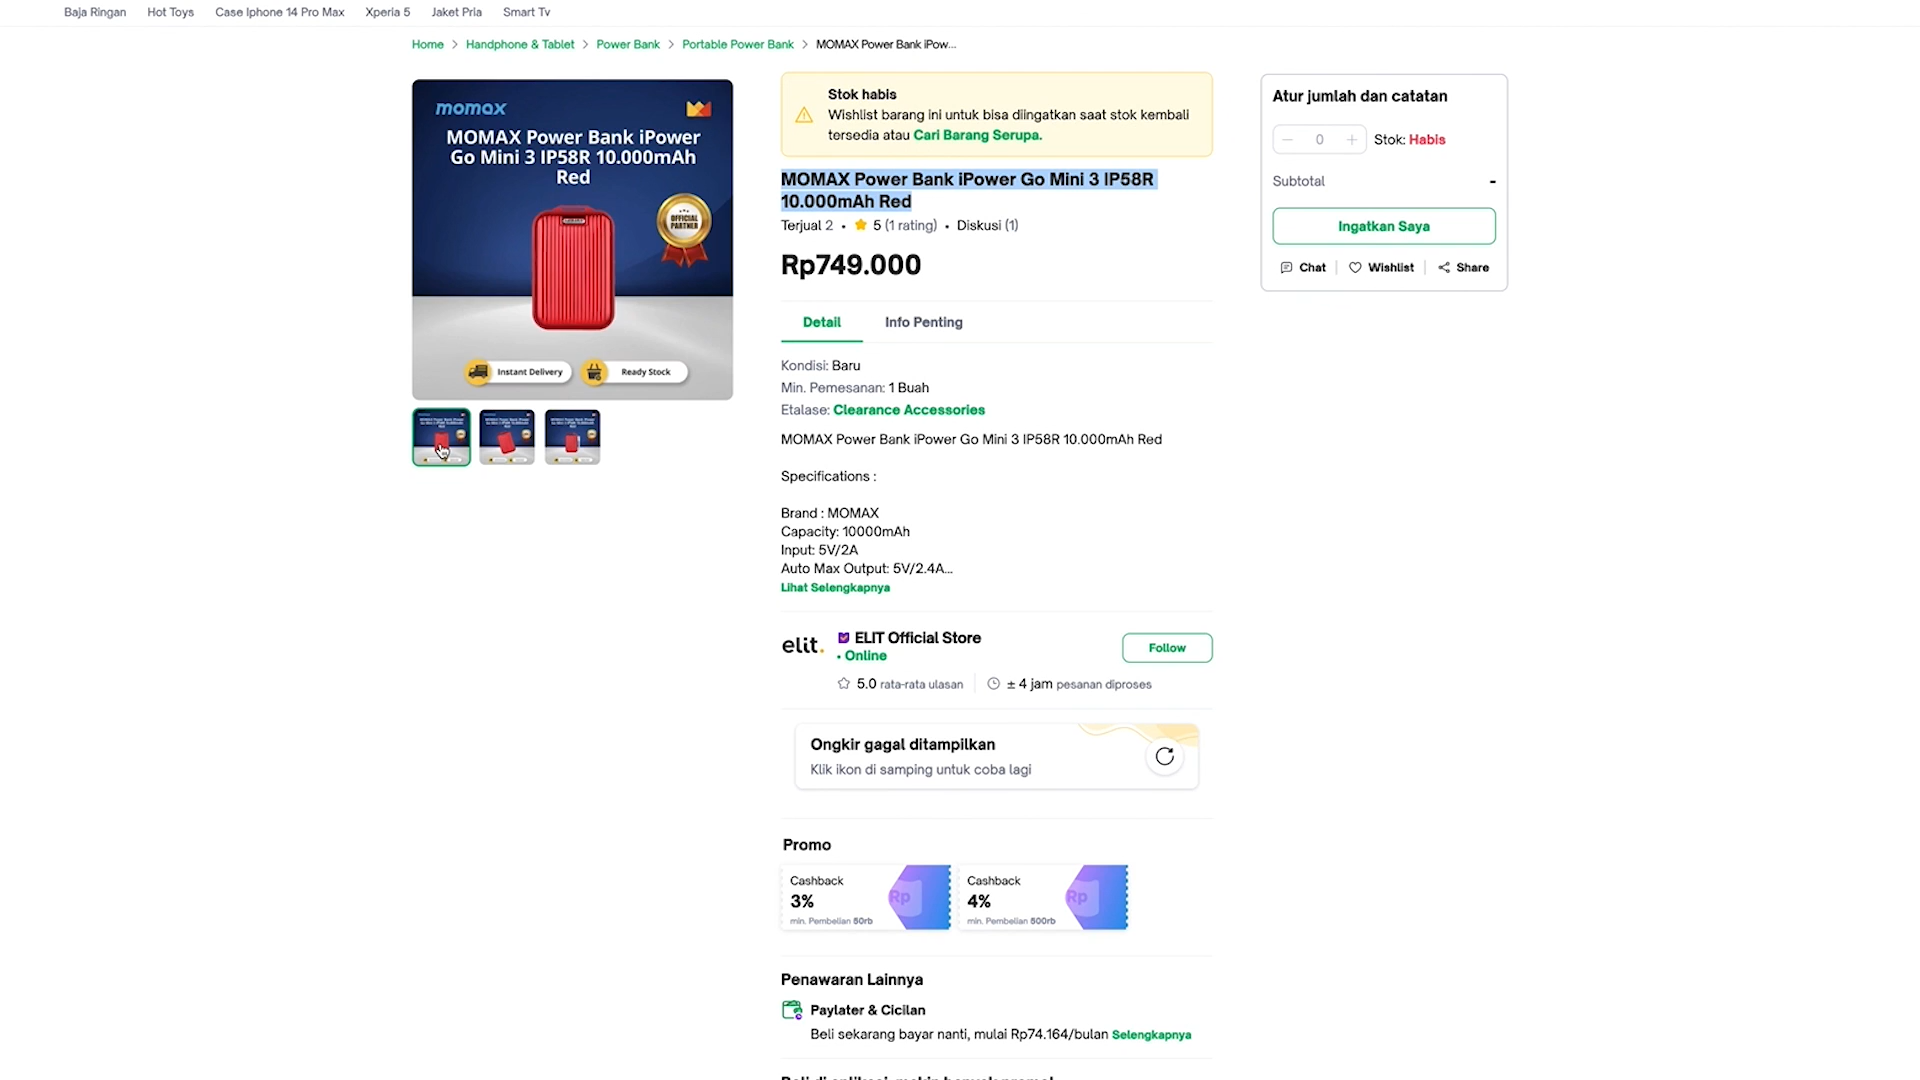 Baja Ringan Hot Toys Case Iphone 14 Pro Max Xperia 5 Jaket Pria Smart Tv
Home > Handphone & Tablet > Power Bank > Portable Power Bank > MOMAX Power Bank iPow...
momax
MOMAX Power Bank iPower
Go Mini 3 IP58R 10.000mAh
Red
OFFICIAL
PARTNER
Instant Delivery
Ready Stock
Stok habis
Wishlist barang ini untuk bisa diingatkan saat stok kembali
tersedia atau Cari Barang Serupa.
MOMAX Power Bank iPower Go Mini 3 IP58R
10.000mAh Red
Terjual 2 • 5 (1 rating) • Diskusi (1)
Rp749.000
Detail Info Penting
Kondisi: Baru
Min. Pemesanan: 1 Buah
Etalase: Clearance Accessories
MOMAX Power Bank iPower Go Mini 3 IP58R 10.000mAh Red
Specifications :
Brand : MOMAX
Capacity: 10000mAh
Input: 5V/2A
Auto Max Output: 5V/2.4A...
Lihat Selengkapnya
elit.
ELIT Official Store
• Online
Follow
5.0 rata-rata ulasan
± 4 jam pesanan diproses
Ongkir gagal ditampilkan
Klik ikon di samping untuk coba lagi
Promo
Cashback
3%
min. Pembelian 50rb
Rp
Cashback
4%
min. Pembelian 500rb
Rp
Penawaran Lainnya
Paylater & Cicilan
Beli sekarang bayar nanti, mulai Rp74.164/bulan Selengkapnya
Atur jumlah dan catatan
0
Stok: Habis
Subtotal -
Ingatkan Saya
Chat Wishlist Share